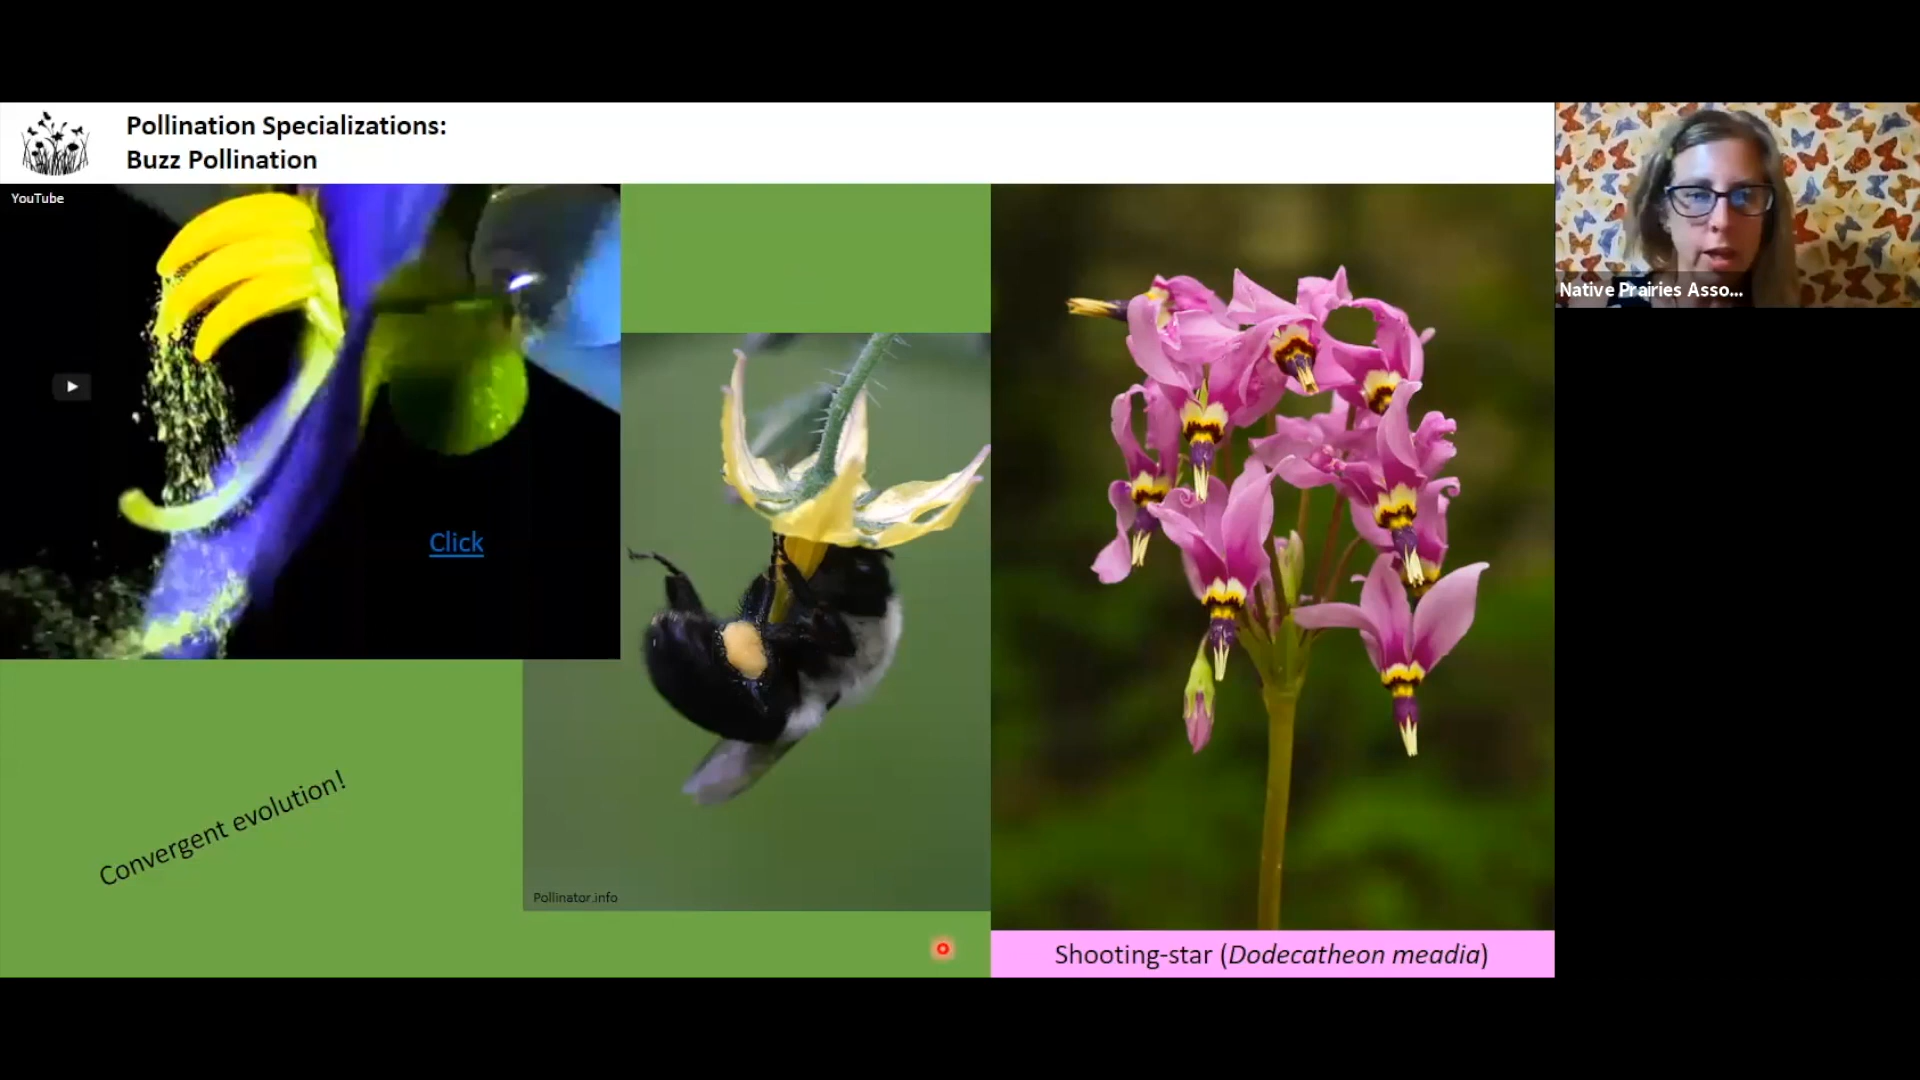 Pollination Specializations:
Buzz Pollination
YouTube
Native Prairies Asso...
Click
Convergent evolution!
Pollinator.info
Shooting-star (Dodecatheon meadia)